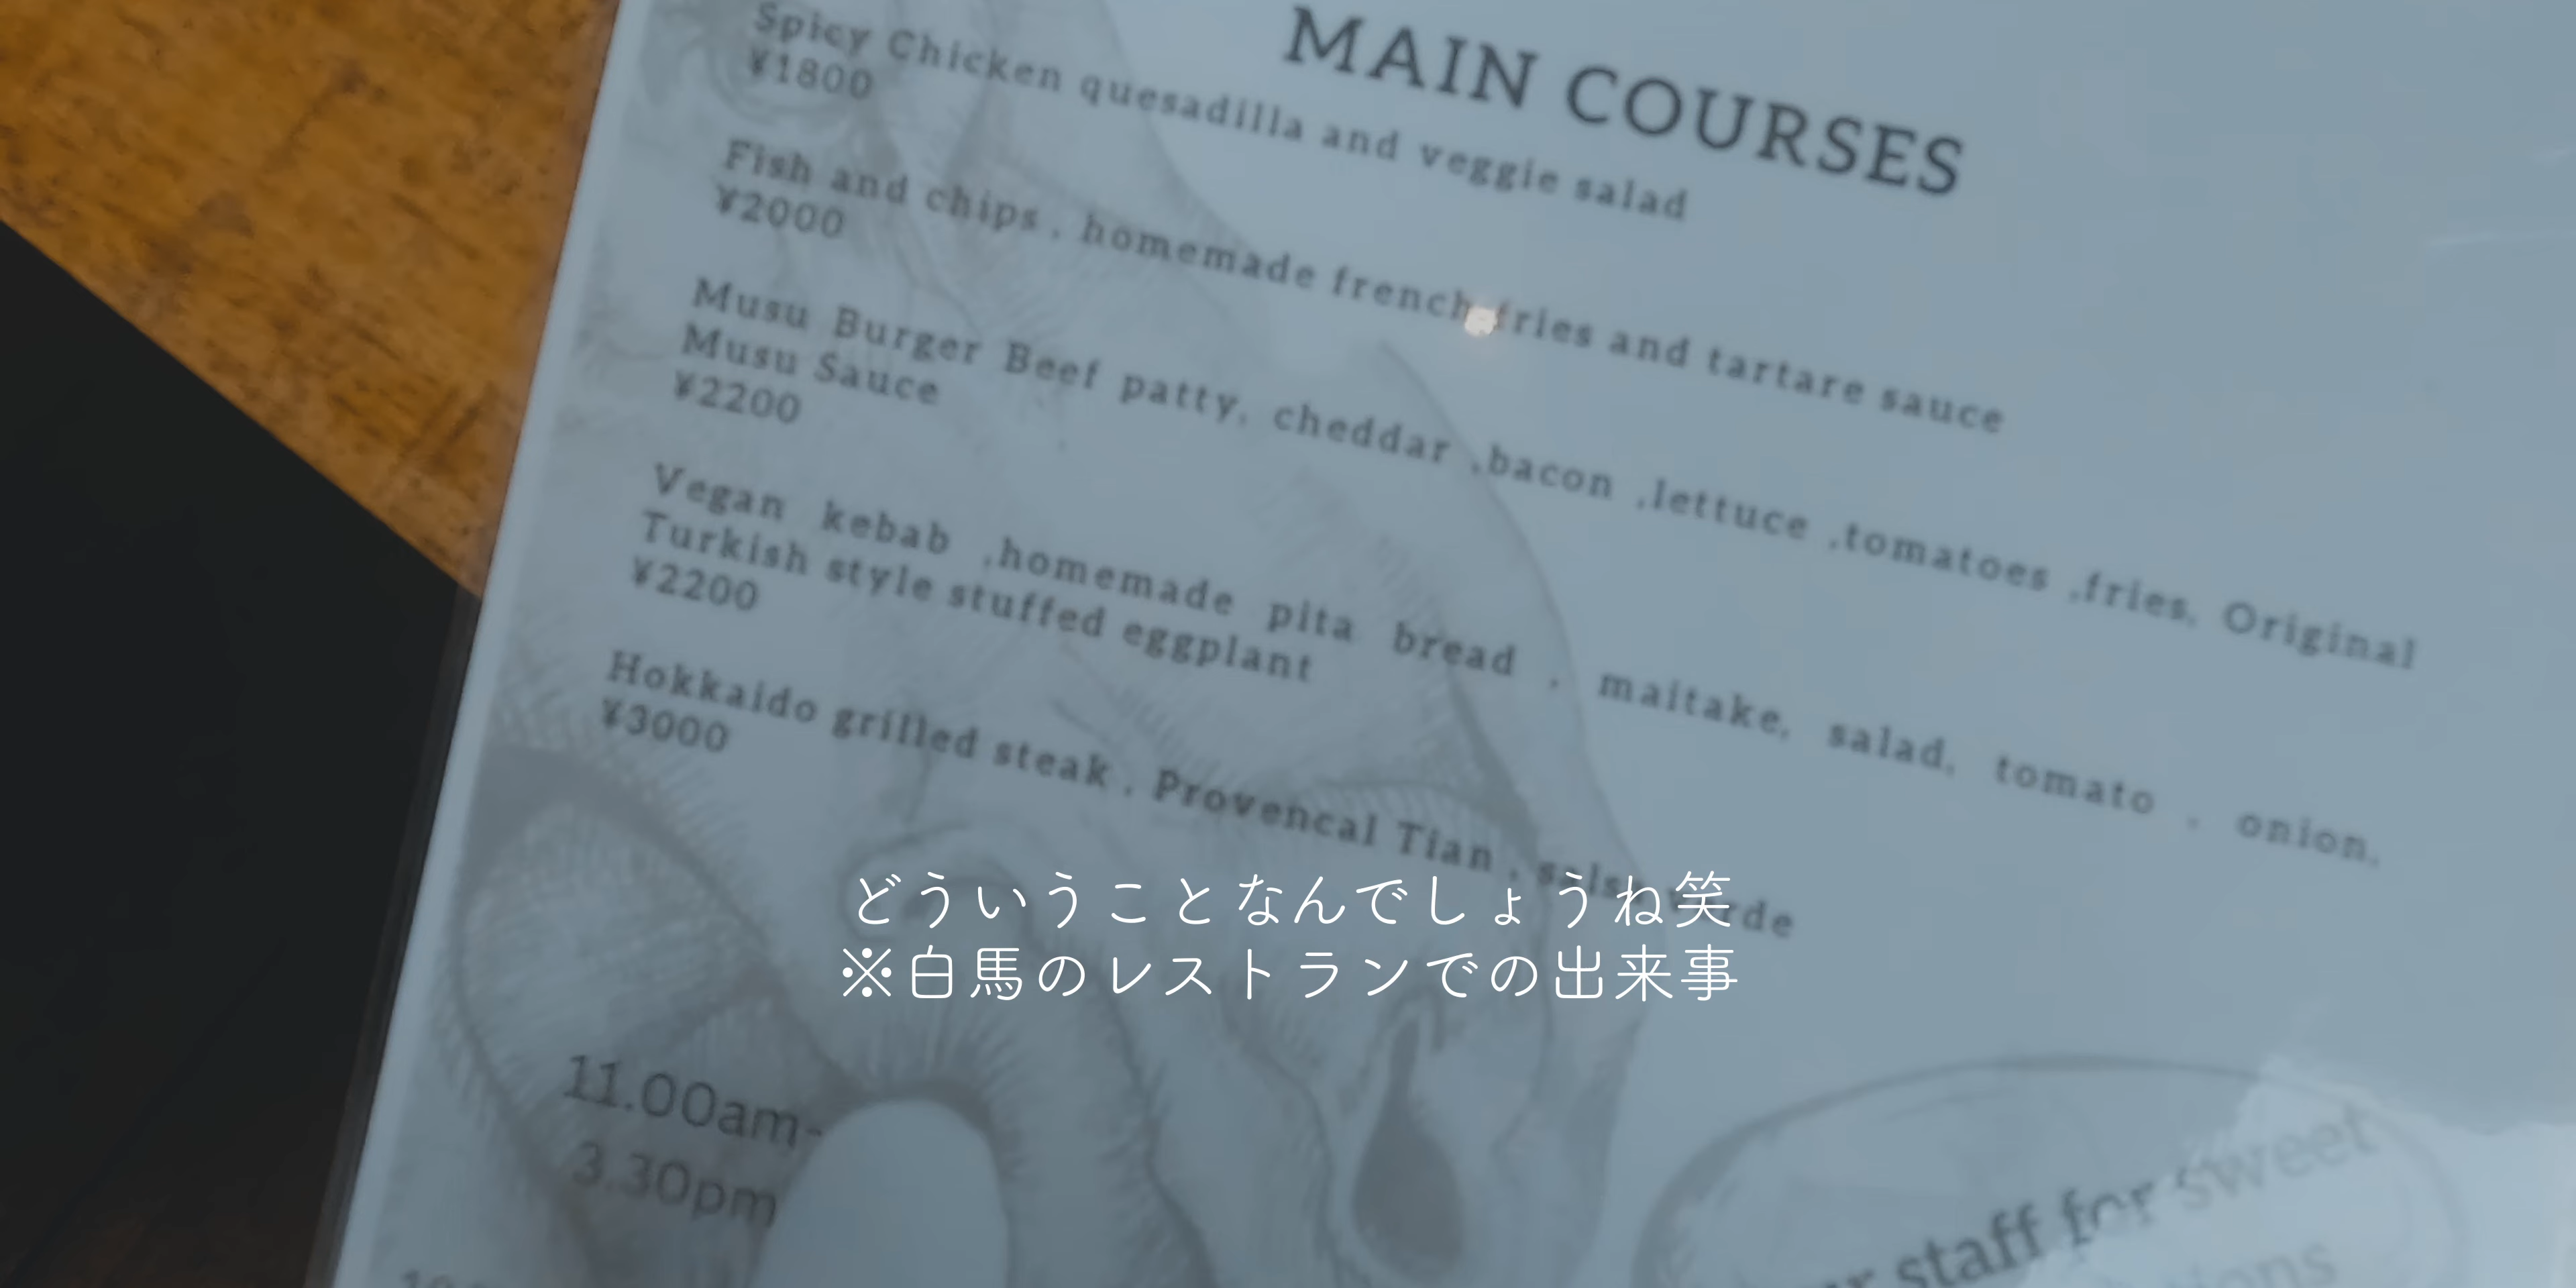 MAIN COURSES
Spicy Chicken quesadilla and veggie salad
¥1800
Fish and chips , homemade french fries and tartare sauce
¥2000
Musu Burger Beef patty, cheddar ,bacon ,lettuce ,tomatoes ,fries, Original
Musu Sauce
¥2200
Vegan kebab ,homemade pita bread , maitake, salad, tomato , onion,
Turkish style stuffed eggplant
¥2200
Hokkaido grilled steak , Provencal Tian ,
¥3000
どういうことなんでしょうね笑
※白馬のレストランでの出来事
11.00am-
3.30pm
staff for sweet